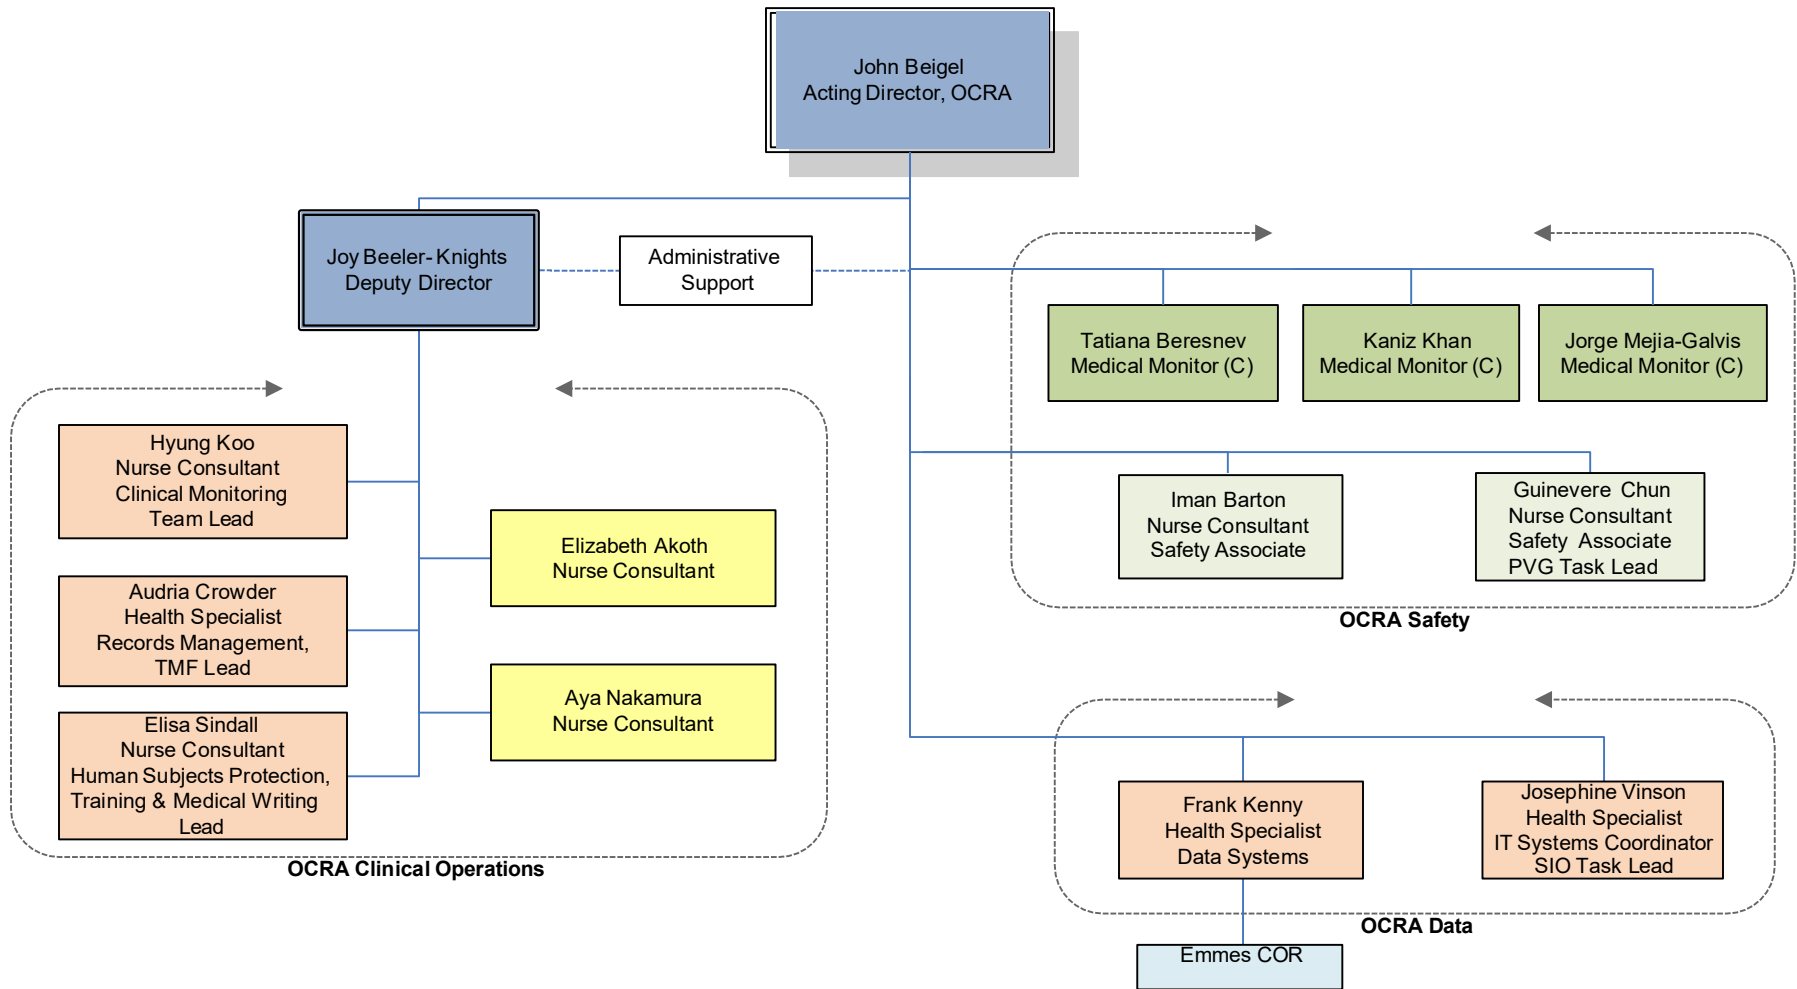 John Beigel
Acting Director, OCRA
Joy Beeler-Knights
Deputy Director
Administrative
Support
Tatiana Beresnev
Medical Monitor (C)
Kaniz Khan
Medical Monitor (C)
Jorge Mejia-Galvis
Medical Monitor (C)
Hyung Koo
Nurse Consultant
Clinical Monitoring
Team Lead
Elizabeth Akoth
Nurse Consultant
Audria Crowder
Health Specialist
Records Management,
TMF Lead
Aya Nakamura
Nurse Consultant
Elisa Sindall
Nurse Consultant
Human Subjects Protection,
Training & Medical Writing
Lead
OCRA Clinical Operations
Iman Barton
Nurse Consultant
Safety Associate
Guinevere Chun
Nurse Consultant
Safety Associate
PVG Task Lead
OCRA Safety
Frank Kenny
Health Specialist
Data Systems
Josephine Vinson
Health Specialist
IT Systems Coordinator
SIO Task Lead
OCRA Data
Emmes COR